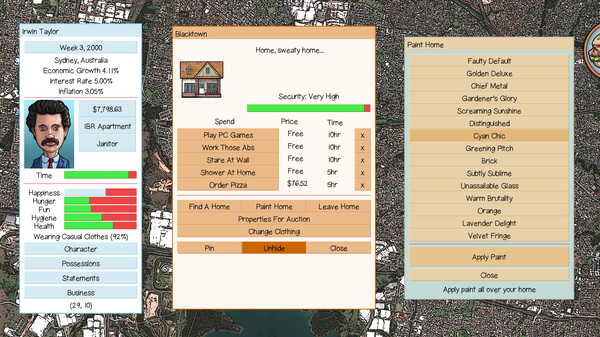 Irwin Taylor
Week 3, 2000
Sydney, Australia
Economic Growth 4.11%
Interest Rate 5.00%
Inflation 3.05%
$7,798.63
IBR Apartment
Janitor
Time
Happiness
Hunger
Fun
Hygiene
Health
Wearing Casual Clothes (92%)
Character
Possessions
Statements
Business
(29, 10)
Blacktown
Home, sweaty home...
Security: Very High
Spend Price Time
Play PC Games Free 10hr x
Work Those Abs Free 10hr x
Stare At Wall Free 10hr x
Shower At Home Free 5hr x
Order Pizza $76.52 5hr x
Find A Home Paint Home Leave Home
Properties For Auction
Change Clothing
Pin Unhide Close
Paint Home
Faulty Default
Golden Deluxe
Chief Metal
Gardener's Glory
Screaming Sunshine
Distinguished
Cyan Chic
Greening Pitch
Brick
Subtly Sublime
Unassailable Glass
Warm Brutality
Orange
Lavender Delight
Velvet Fringe
Apply Paint
Close
Apply paint all over your home